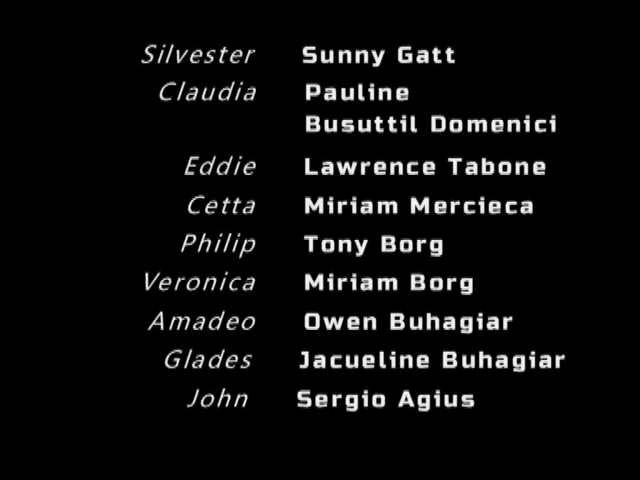 Silvester Sunny Gatt
Claudia Pauline
Busuttil Domenici
Eddie Lawrence Tabone
Cetta Miriam Mercieca
Philip Tony Borg
Veronica Miriam Borg
Amadeo Owen Buhagiar
Glades Jacueline Buhagiar
John Sergio Agius